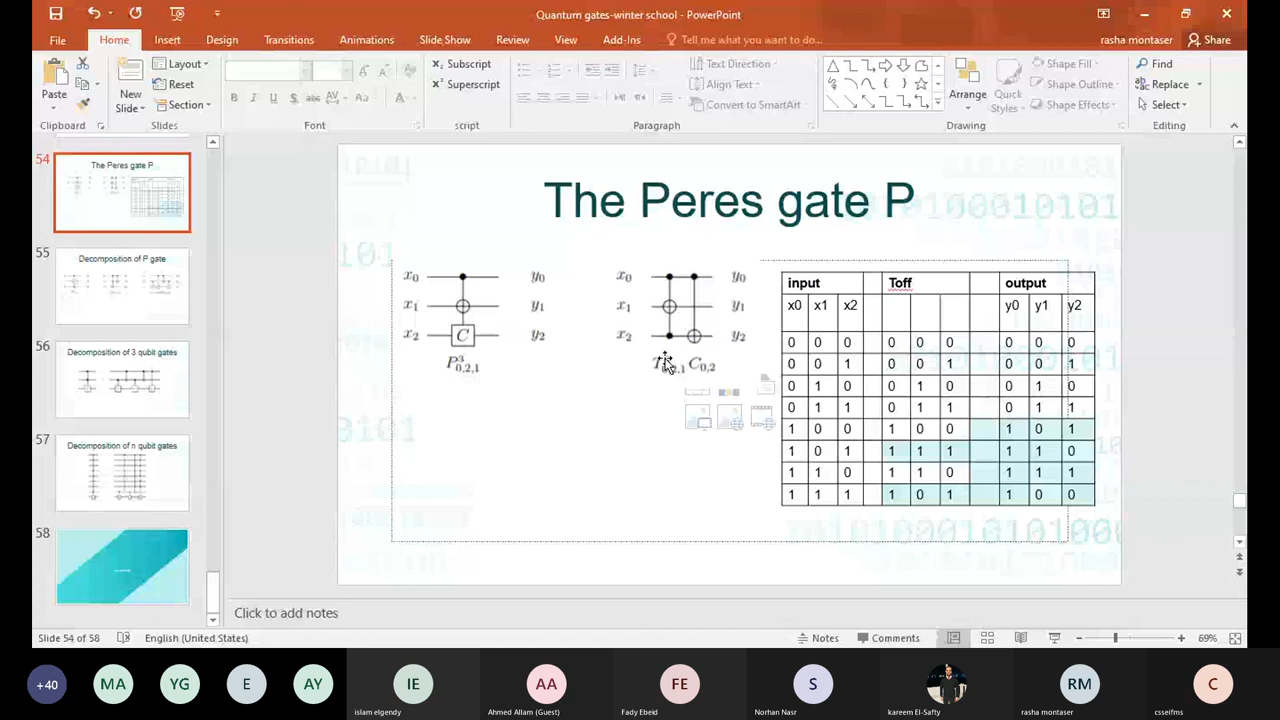 Quantum gates-winter school - PowerPoint
File Home Insert Design Transitions Animations Slide Show Review View Add-Ins Tell me what you want to do... rasha montaser Share
Paste
Clipboard
New Slide
Layout
Reset
Section
Slides
B I U S abc AV Aa A
Font
Subscript
Superscript
script
Text Direction
Align Text
Convert to SmartArt
Paragraph
Arrange
Quick Styles
Shape Fill
Shape Outline
Shape Effects
Drawing
Find
Replace
Select
Editing
54
The Peres gate P
55
Decomposition of P gate
56
Decomposition of 3 qubit gates
57
Decomposition of n qubit gates
58
The Peres gate P
x0 y0
x1 y1
x2 C y2
P³0,2,1
x0 y0
x1 y1
x2 y2
C0,2
input Toff output
x0 x1 x2 y0 y1 y2
0 0 0 0 0 0 0 0 0
0 0 1 0 0 1 0 0 1
0 1 0 0 1 0 0 1 0
0 1 1 0 1 1 0 1 1
1 0 0 1 0 0 1 0 1
1 0 1 1 1 1 1 1 0
1 1 0 1 1 0 1 1 1
1 1 1 1 0 1 1 0 0
Click to add notes
Slide 54 of 58 English (United States) Notes Comments 69%
+40 MA YG E AY IE AA FE S RM C
islam elgendy Ahmed Allam (Guest) Fady Ebeid Norhan Nasr kareem El-Safty rasha montaser csseifms